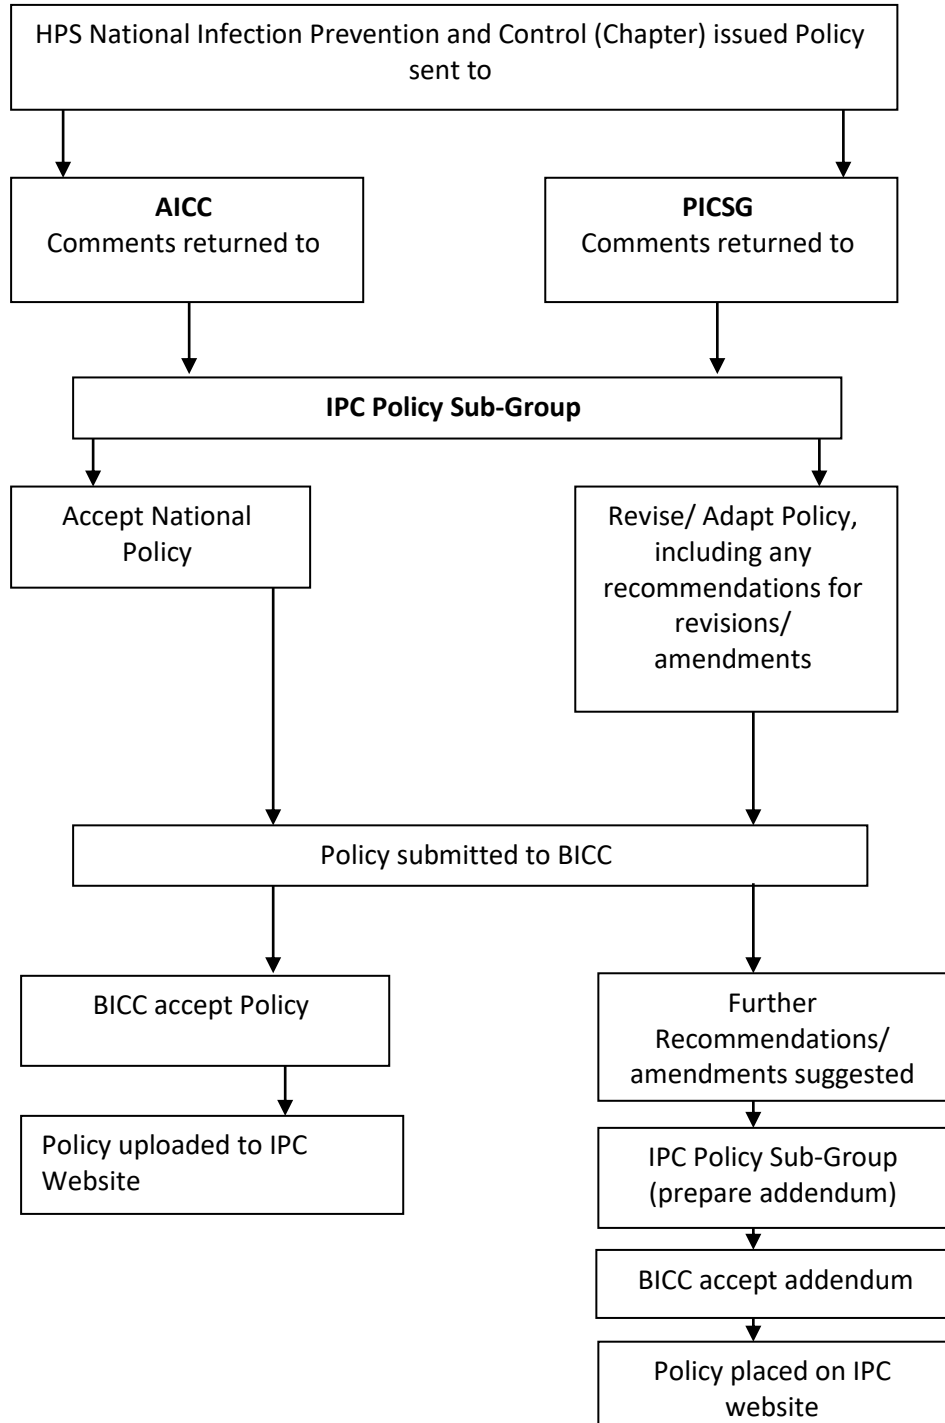 HPS National Infection Prevention and Control (Chapter) issued Policy
sent to
AICC
Comments returned to
PICSG
Comments returned to
IPC Policy Sub-Group
Accept National
Policy
Revise/ Adapt Policy,
including any
recommendations for
revisions/
amendments
Policy submitted to BICC
BICC accept Policy
Further
Recommendations/
amendments suggested
Policy uploaded to IPC
Website
IPC Policy Sub-Group
(prepare addendum)
BICC accept addendum
Policy placed on IPC
website